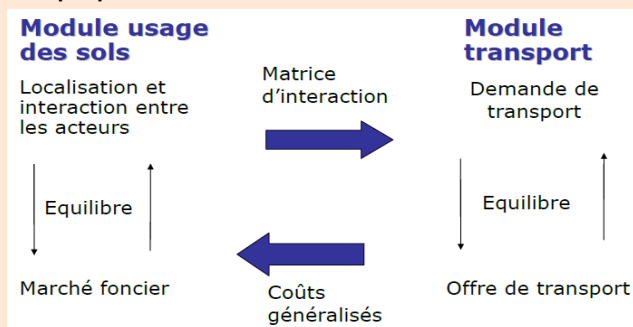 Module usage
des sols
Localisation et
interaction entre
les acteurs
Equilibre
Marché foncier
Matrice
d'interaction
Coûts
généralisés
Module
transport
Demande de
transport
Equilibre
Offre de transport